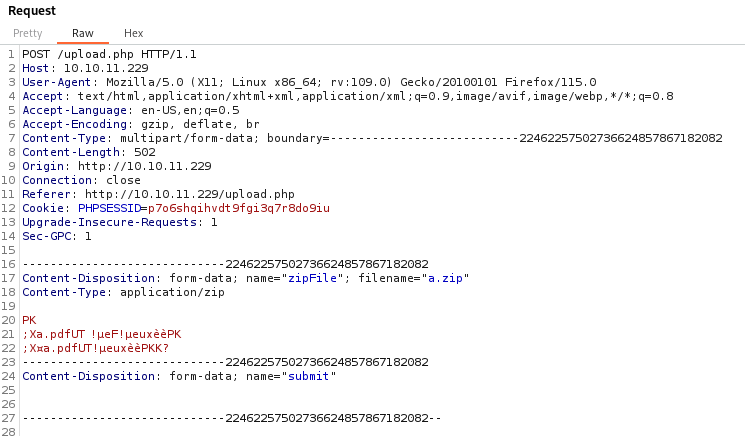 Request
Pretty Raw Hex
1 POST /upload.php HTTP/1.1
2 Host: 10.10.11.229
3 User-Agent: Mozilla/5.0 (X11; Linux x86_64; rv:109.0) Gecko/20100101 Firefox/115.0
4 Accept: text/html,application/xhtml+xml,application/xml;q=0.9,image/avif,image/webp,*/*;q=0.8
5 Accept-Language: en-US,en;q=0.5
6 Accept-Encoding: gzip, deflate, br
7 Content-Type: multipart/form-data; boundary=---------------------------224622575027366248578671​82082
8 Content-Length: 502
9 Origin: http://10.10.11.229
10 Connection: close
11 Referer: http://10.10.11.229/upload.php
12 Cookie: PHPSESSID=p7o6shqihvdt9fgi3q7r8do9iu
13 Upgrade-Insecure-Requests: 1
14 Sec-GPC: 1
15
16 -----------------------------22462257502736624857867182082
17 Content-Disposition: form-data; name="zipFile"; filename="a.zip"
18 Content-Type: application/zip
19
20 PK
21 ;Xa.pdfUT !µeF!µeuxèèPK
22 ;X¤a.pdfUT!µeuxèèPKK?
23 -----------------------------22462257502736624857867182082
24 Content-Disposition: form-data; name="submit"
25
26
27 -----------------------------22462257502736624857867182082--
28